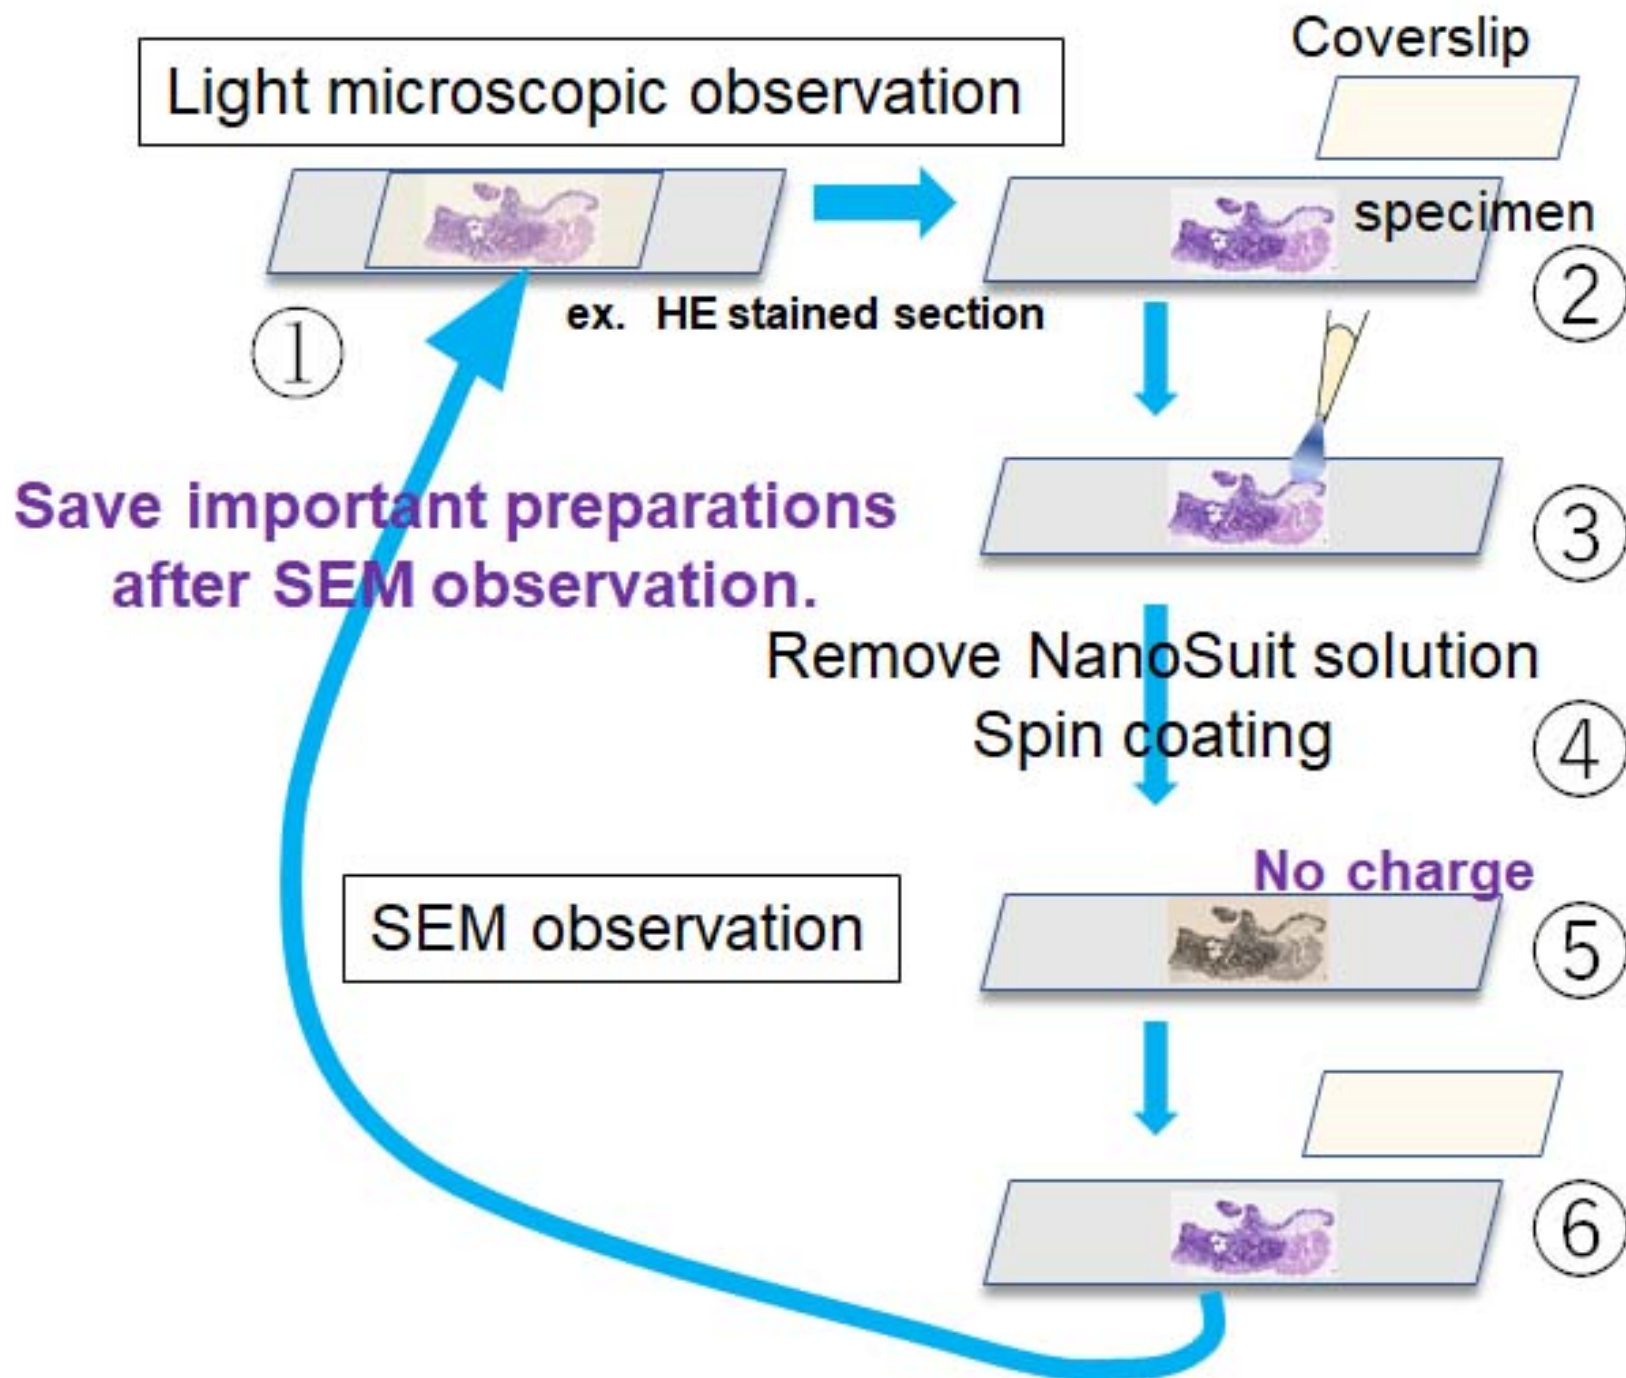 Coverslip
Light microscopic observation
specimen
②
ex. HE stained section
①
③
Save important preparations
after SEM observation.
Remove NanoSuit solution
Spin coating
④
No charge
SEM observation
⑤
⑥